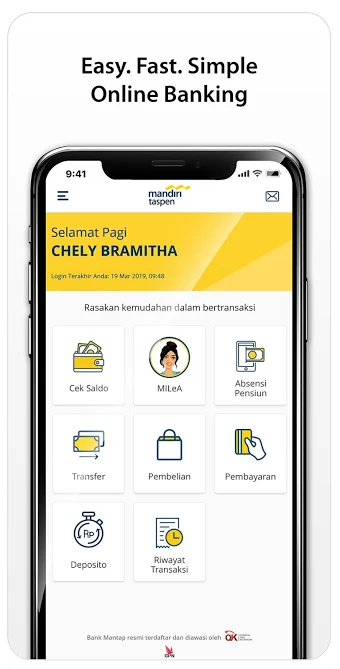 Easy. Fast. Simple
Online Banking
9:41
mandiri
taspen
Selamat Pagi
CHELY BRAMITHA
Login Terakhir Anda: 19 Mar 2019, 09:48
Rasakan kemudahan dalam bertransaksi
Cek Saldo
MILeA
Absensi
Pensiun
Transfer
Pembelian
Pembayaran
Rp
Deposito
Riwayat
Transaksi
Bank Mantap resmi terdaftar dan diawasi oleh
GPN